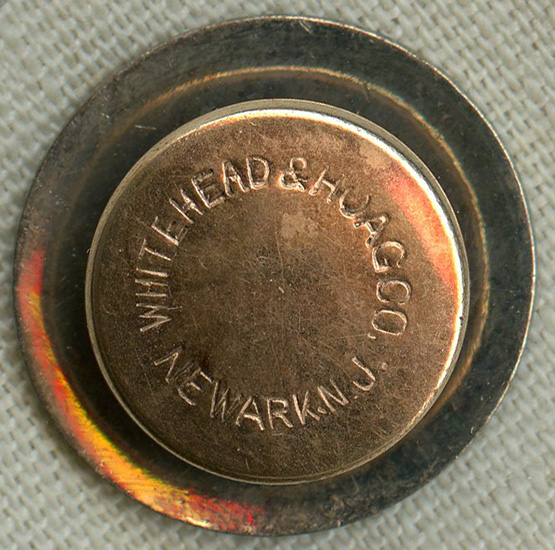 WHITEHEAD & HOAG CO.
NEWARK.N.J.